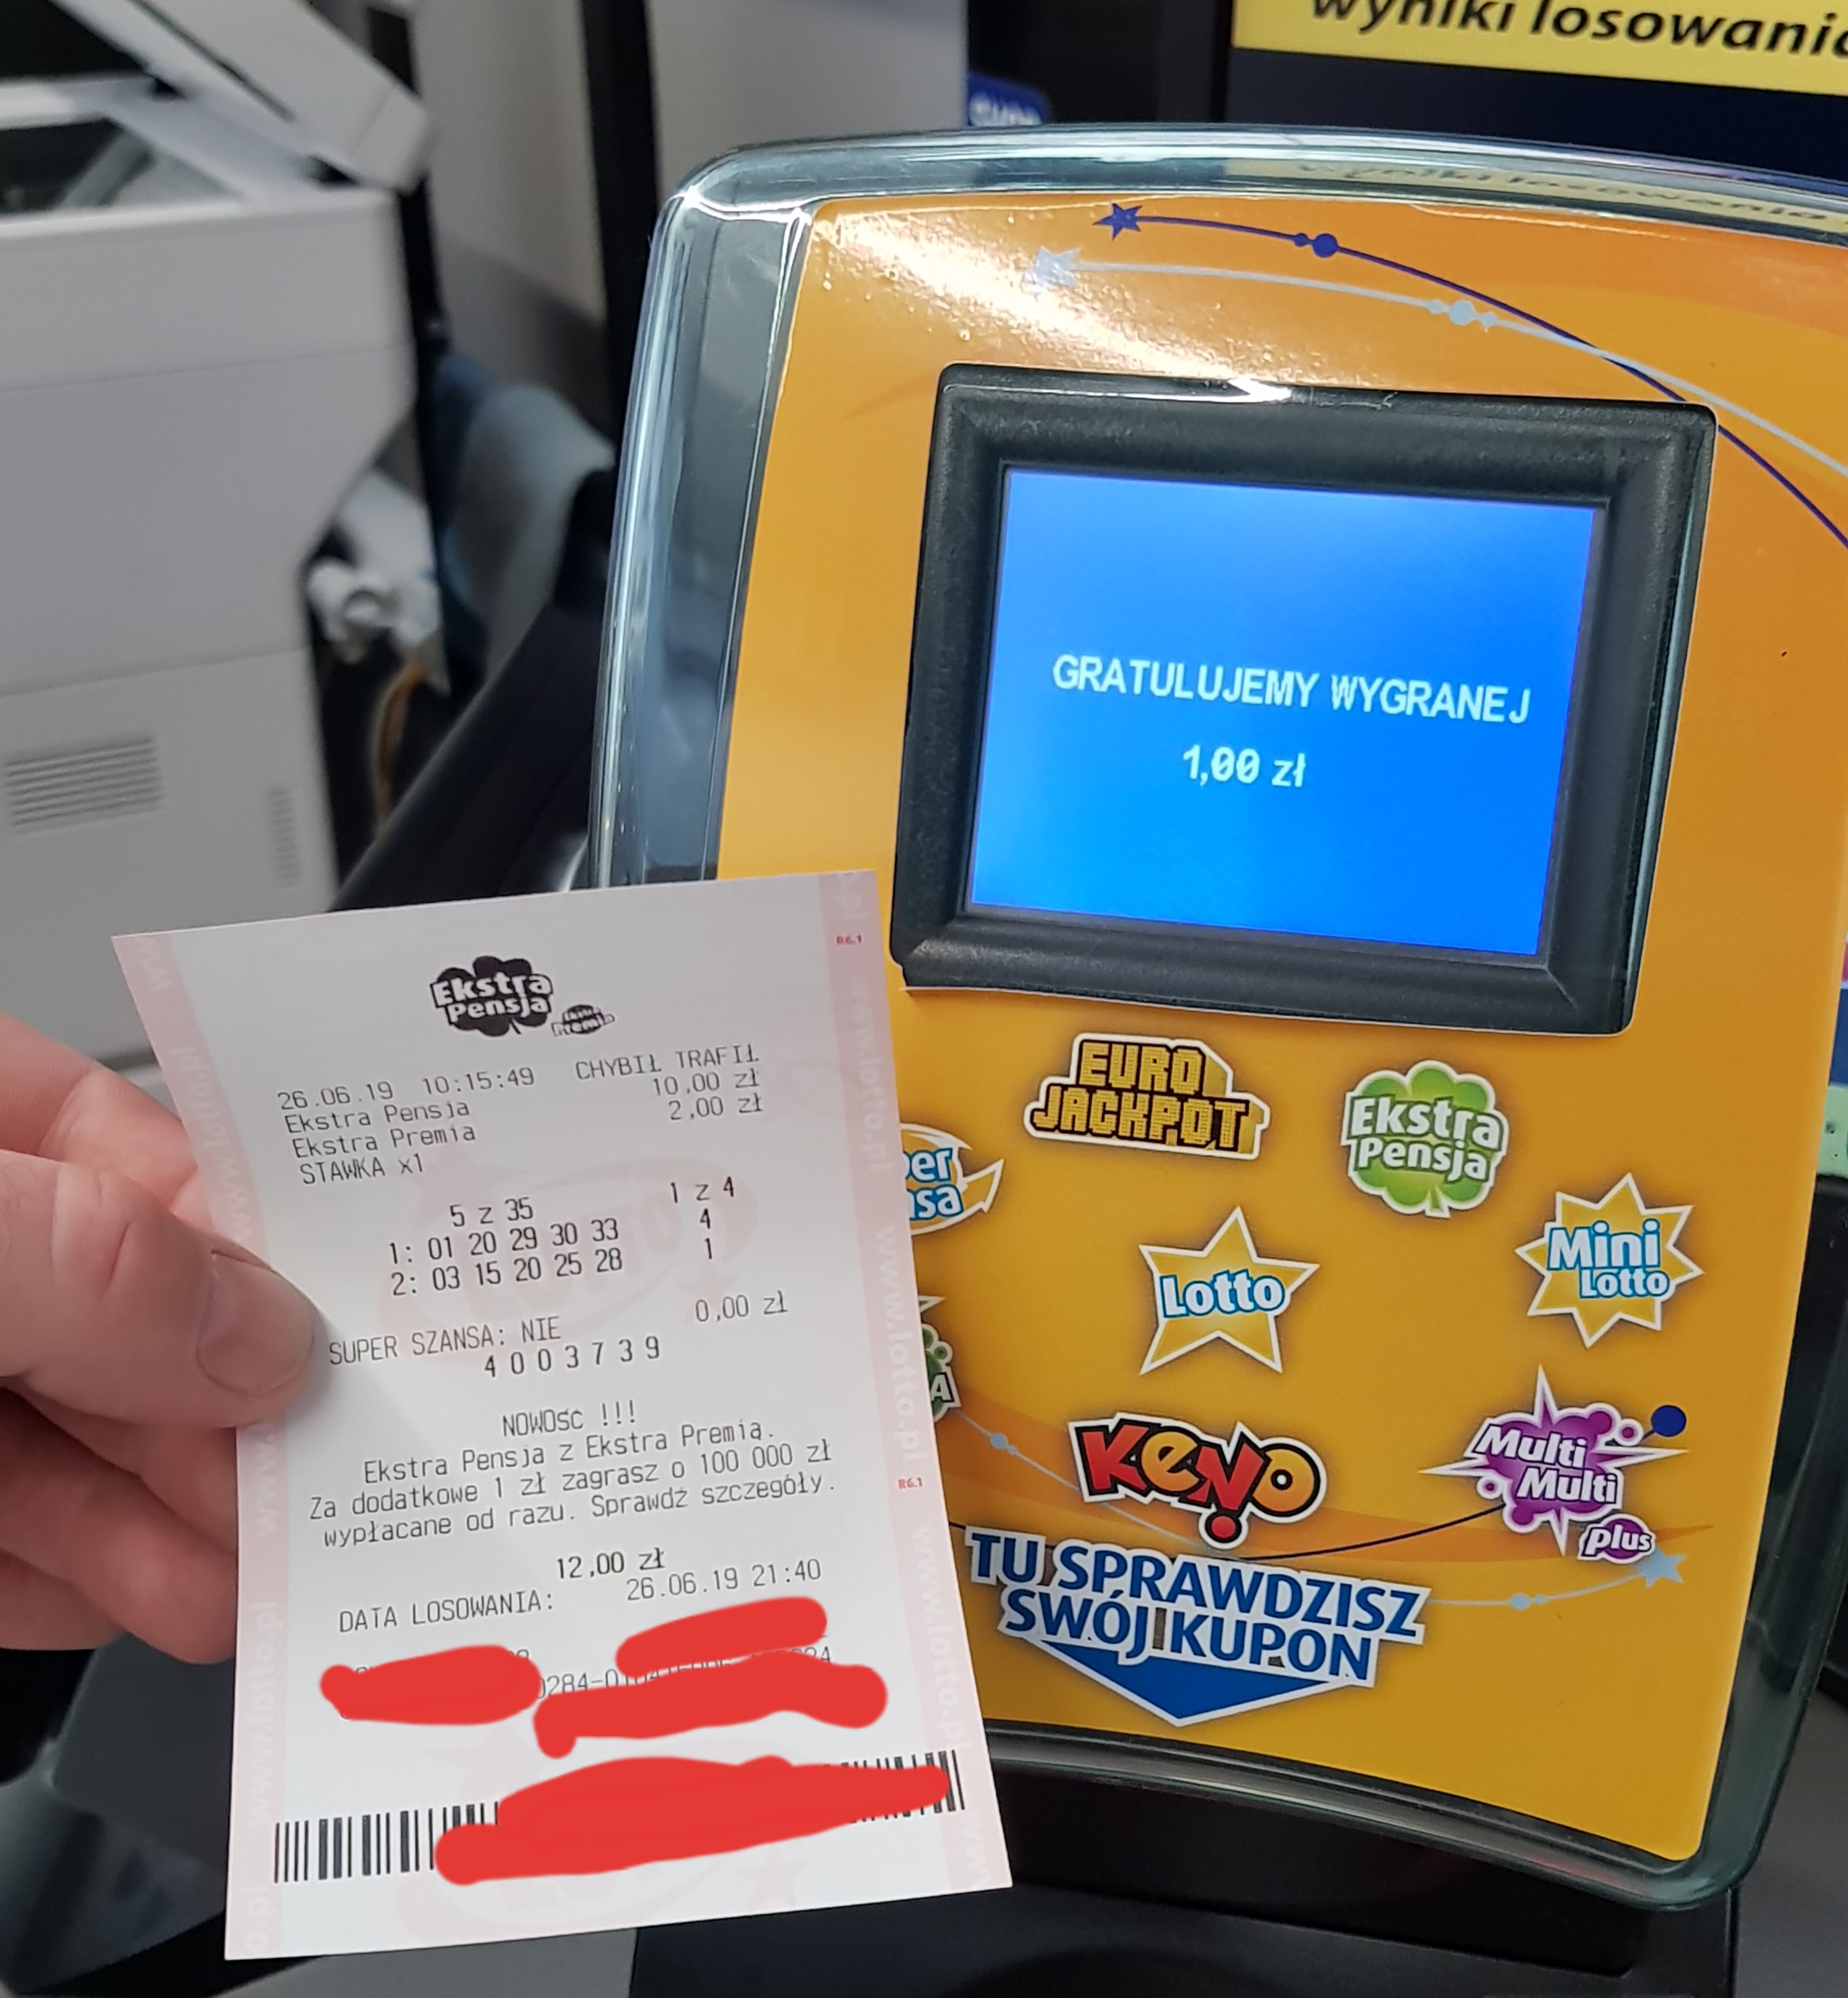 wyniki losowania
GRATULUJEMY WYGRANEJ
1,00 zł
EURO
JACKPOT
Ekstra
Pensja
Mini
Lotto
Lotto
KENO
Multi
Multi
plus
TU SPRAWDZISZ
SWÓJ KUPON
Ekstra
Pensja
R6.1
26.06.19 10:15:49 CHYBIŁ TRAFIŁ
Ekstra Pensja 10,00 zł
Ekstra Premia 2,00 zł
STAWKA x1
5 z 35 1 z 4
1: 01 20 29 30 33 4
2: 03 15 20 25 28 1
SUPER SZANSA: NIE 0,00 zł
4 0 0 3 7 3 9
NOWOŚĆ !!!
Ekstra Pensja z Ekstra Premia.
Za dodatkowe 1 zł zagrasz o 100 000 zł
wypłacane od razu. Sprawdź szczegóły.
R6.1
12,00 zł
DATA LOSOWANIA: 26.06.19 21:40
www.lotto.pl